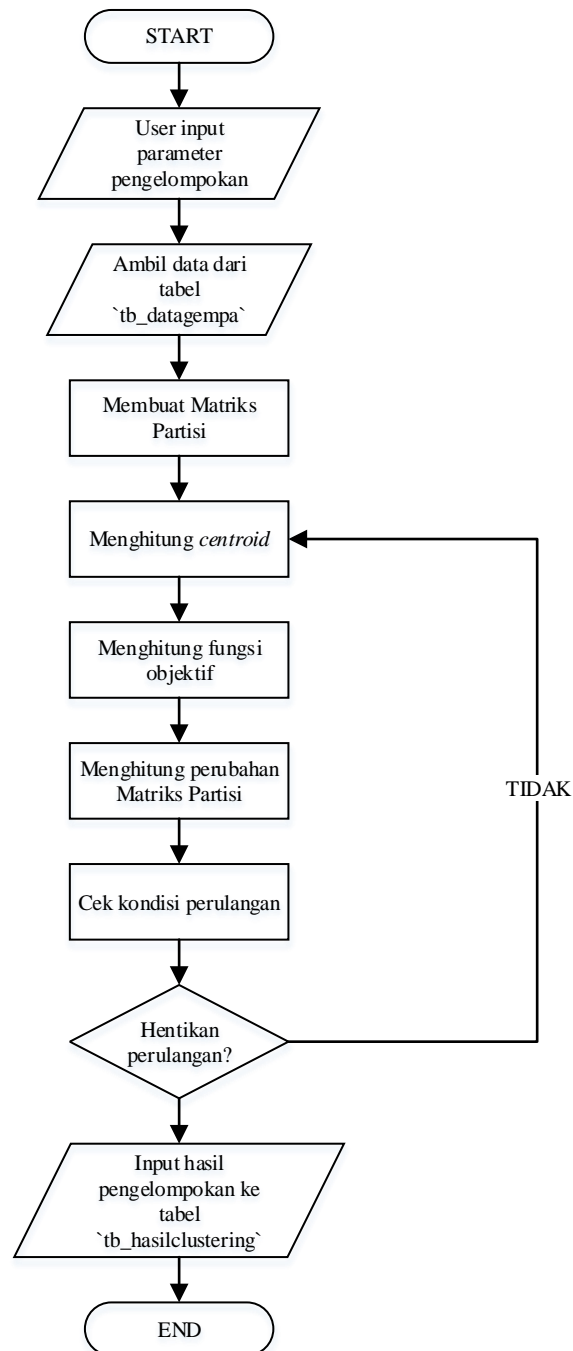 START
User input
parameter
pengelompokan
Ambil data dari
tabel
`tb_datagempa`
Membuat Matriks
Partisi
Menghitung centroid
Menghitung fungsi
objektif
Menghitung perubahan
Matriks Partisi
TIDAK
Cek kondisi perulangan
Hentikan
perulangan?
Input hasil
pengelompokan ke
tabel
`tb_hasilclustering`
END